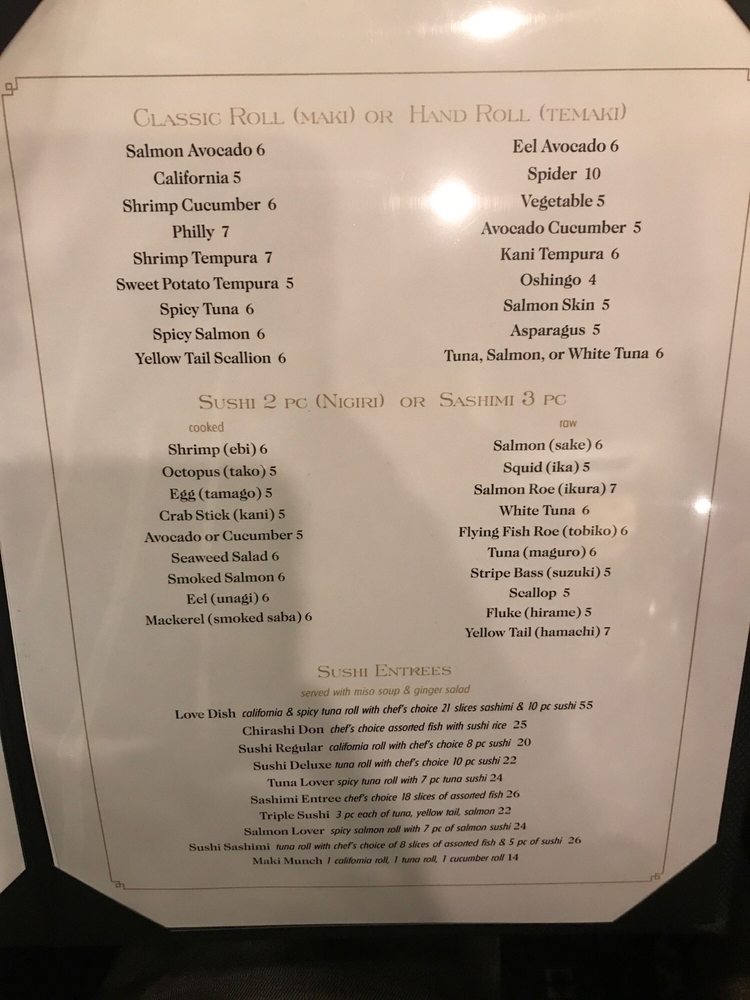 Classic Roll (maki) or Hand Roll (temaki)
Salmon Avocado 6
California 5
Shrimp Cucumber 6
Philly 7
Shrimp Tempura 7
Sweet Potato Tempura 5
Spicy Tuna 6
Spicy Salmon 6
Yellow Tail Scallion 6
Eel Avocado 6
Spider 10
Vegetable 5
Avocado Cucumber 5
Kani Tempura 6
Oshingo 4
Salmon Skin 5
Asparagus 5
Tuna, Salmon, or White Tuna 6
Sushi 2 pc (Nigiri) or Sashimi 3 pc
cooked
Shrimp (ebi) 6
Octopus (tako) 5
Egg (tamago) 5
Crab Stick (kani) 5
Avocado or Cucumber 5
Seaweed Salad 6
Smoked Salmon 6
Eel (unagi) 6
Mackerel (smoked saba) 6
raw
Salmon (sake) 6
Squid (ika) 5
Salmon Roe (ikura) 7
White Tuna 6
Flying Fish Roe (tobiko) 6
Tuna (maguro) 6
Stripe Bass (suzuki) 5
Scallop 5
Fluke (hirame) 5
Yellow Tail (hamachi) 7
Sushi Entrees
served with miso soup & ginger salad
Love Dish california & spicy tuna roll with chef's choice 21 slices sashimi & 10 pc sushi 55
Chirashi Don chef's choice assorted fish with sushi rice 25
Sushi Regular california roll with chef's choice 8 pc sushi 20
Sushi Deluxe tuna roll with chef's choice 10 pc sushi 22
Tuna Lover spicy tuna roll with 7 pc tuna sushi 24
Sashimi Entree chef's choice 18 slices of assorted fish 26
Triple Sushi 3 pc each of tuna, yellow tail, salmon 22
Salmon Lover spicy salmon roll with 7 pc of salmon sushi 24
Sushi Sashimi tuna roll with chef's choice of 8 slices of assorted fish & 5 pc of sushi 26
Maki Munch 1 california roll, 1 tuna roll, 1 cucumber roll 14